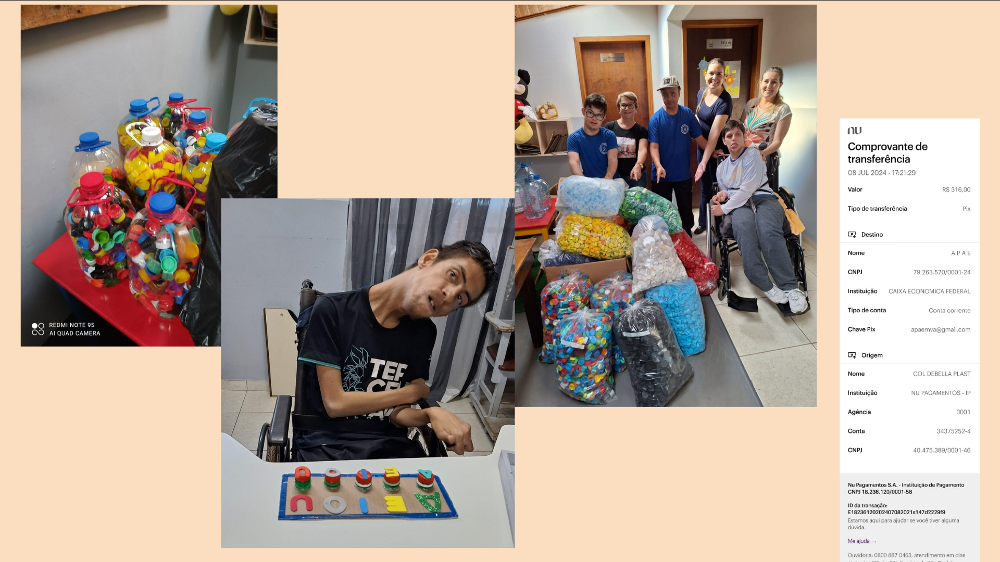 REDMI NOTE 9S
AI QUAD CAMERA
Sala de
nu
Comprovante de
transferência
08 JUL 2024 - 17:21:29
Valor R$ 316,00
Tipo de transferência Pix
Destino
Nome A P A E
CNPJ 79.263.570/0001-24
Instituição CAIXA ECONOMICA FEDERAL
Tipo de conta Conta corrente
Chave Pix apaemva@gmail.com
Origem
Nome COL DEBELLA PLAST
Instituição NU PAGAMENTOS - IP
Agência 0001
Conta 34375252-4
CNPJ 40.475.389/0001-46
Nu Pagamentos S.A. - Instituição de Pagamento
CNPJ 18.236.120/0001-58
ID da transação:
E18236120202407082021s147d2229f9
Estamos aqui para ajudar se você tiver alguma
dúvida.
Me ajuda →
Ouvidoria: 0800 887 0463, atendimento em dias
A E I O U
A E I O U